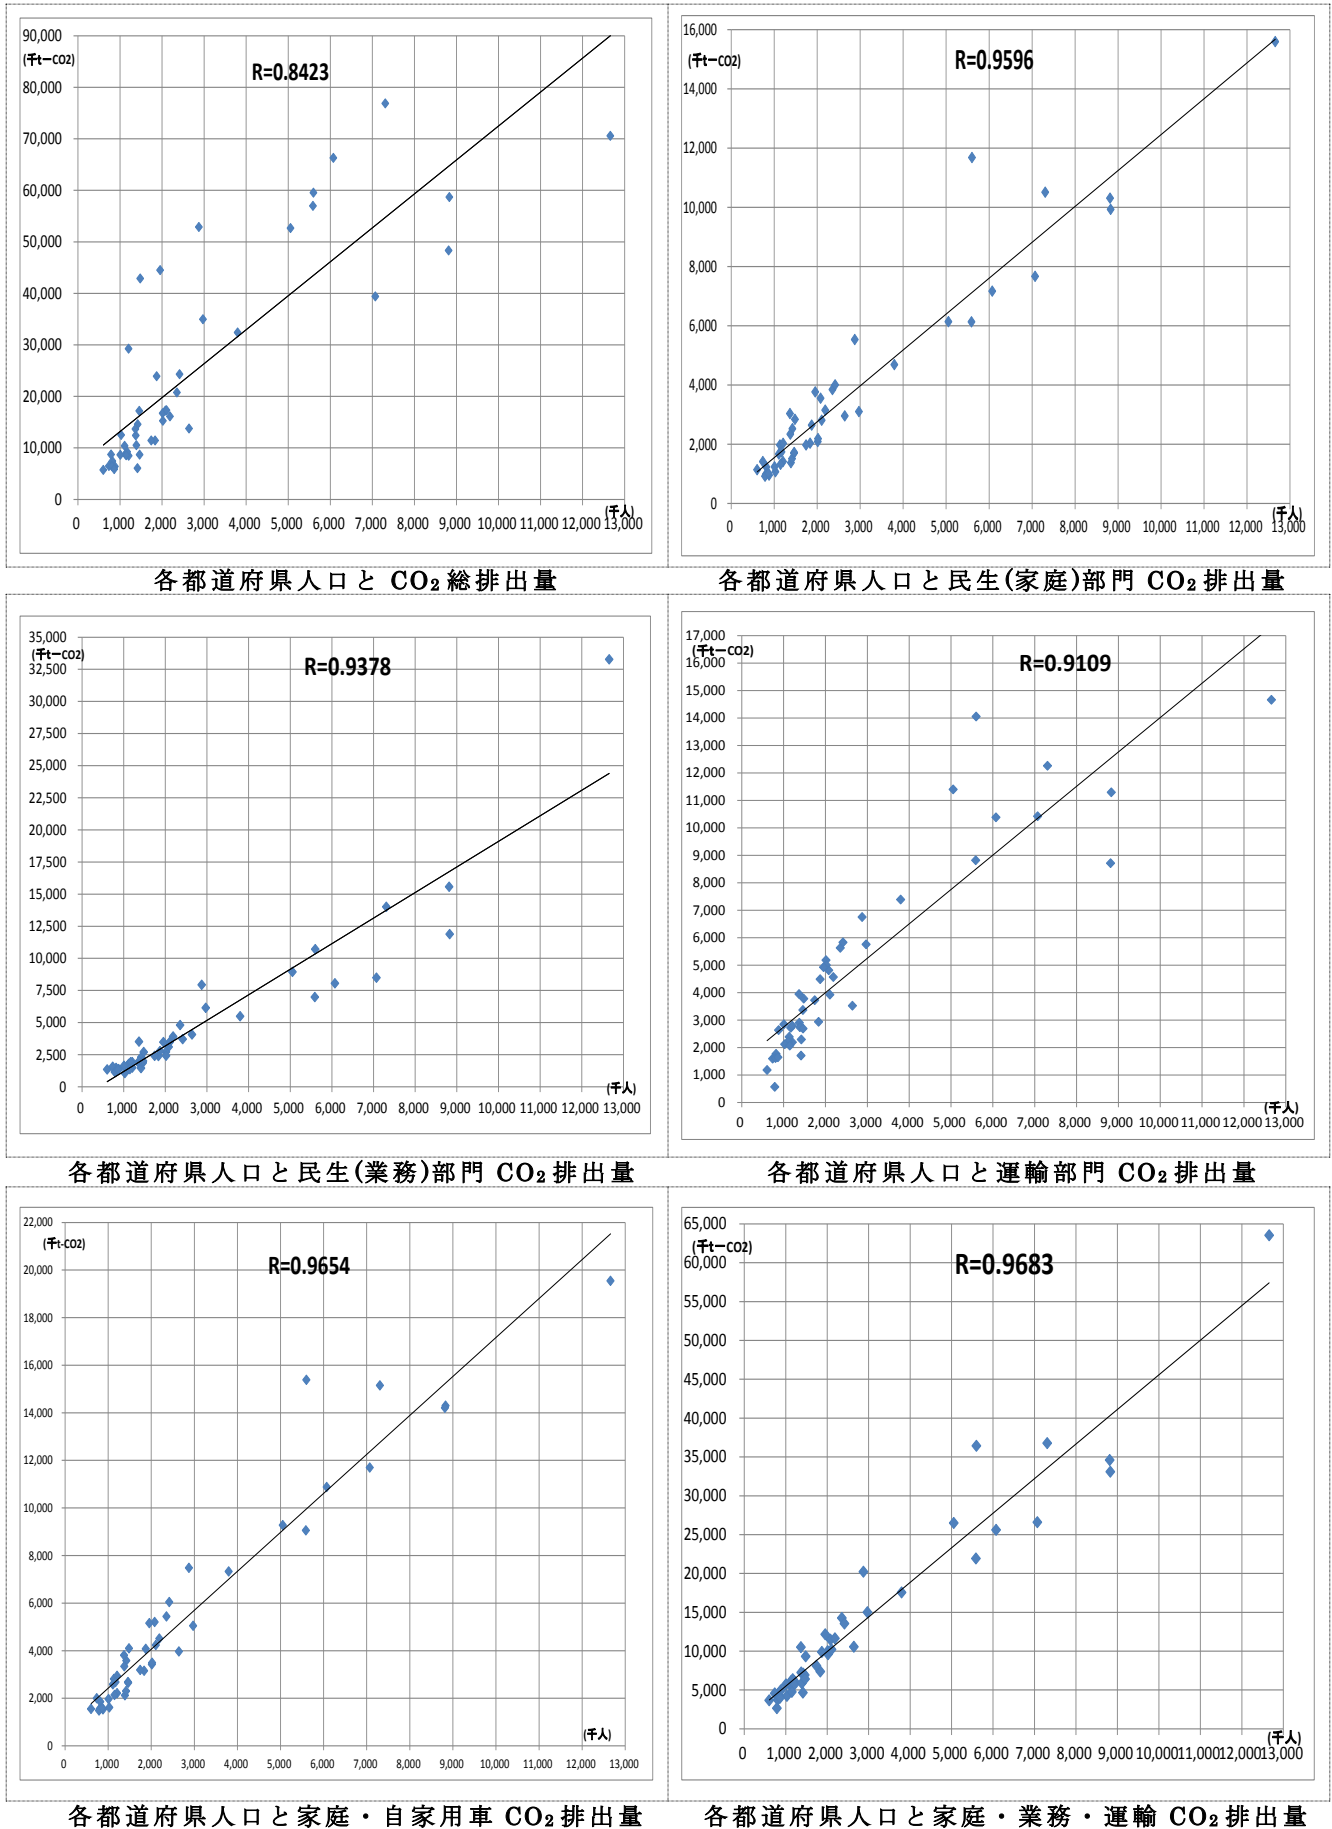 90,000
(千t－CO2)
R=0.8423
80,000
70,000
60,000
50,000
40,000
30,000
20,000
10,000
0
(千人)
0 1,000 2,000 3,000 4,000 5,000 6,000 7,000 8,000 9,000 10,000 11,000 12,000 13,000
各都道府県人口と CO₂総排出量
16,000
(千t－CO2)
R=0.9596
14,000
12,000
10,000
8,000
6,000
4,000
2,000
0
(千人)
0 1,000 2,000 3,000 4,000 5,000 6,000 7,000 8,000 9,000 10,000 11,000 12,000 13,000
各都道府県人口と民生(家庭)部門 CO₂排出量
35,000
(千t－CO2)
R=0.9378
32,500
30,000
27,500
25,000
22,500
20,000
17,500
15,000
12,500
10,000
7,500
5,000
2,500
0
(千人)
0 1,000 2,000 3,000 4,000 5,000 6,000 7,000 8,000 9,000 10,000 11,000 12,000 13,000
各都道府県人口と民生(業務)部門 CO₂排出量
17,000
(千t－CO2)
R=0.9109
16,000
15,000
14,000
13,000
12,000
11,000
10,000
9,000
8,000
7,000
6,000
5,000
4,000
3,000
2,000
1,000
0
(千人)
0 1,000 2,000 3,000 4,000 5,000 6,000 7,000 8,000 9,000 10,000 11,000 12,000 13,000
各都道府県人口と運輸部門 CO₂排出量
22,000
(千t-CO2)
R=0.9654
20,000
18,000
16,000
14,000
12,000
10,000
8,000
6,000
4,000
2,000
0
(千人)
0 1,000 2,000 3,000 4,000 5,000 6,000 7,000 8,000 9,000 10,000 11,000 12,000 13,000
各都道府県人口と家庭・自家用車 CO₂排出量
65,000
(千t－CO2)
R=0.9683
60,000
55,000
50,000
45,000
40,000
35,000
30,000
25,000
20,000
15,000
10,000
5,000
0
(千人)
0 1,000 2,000 3,000 4,000 5,000 6,000 7,000 8,000 9,000 10,000 11,000 12,000 13,000
各都道府県人口と家庭・業務・運輸 CO₂排出量